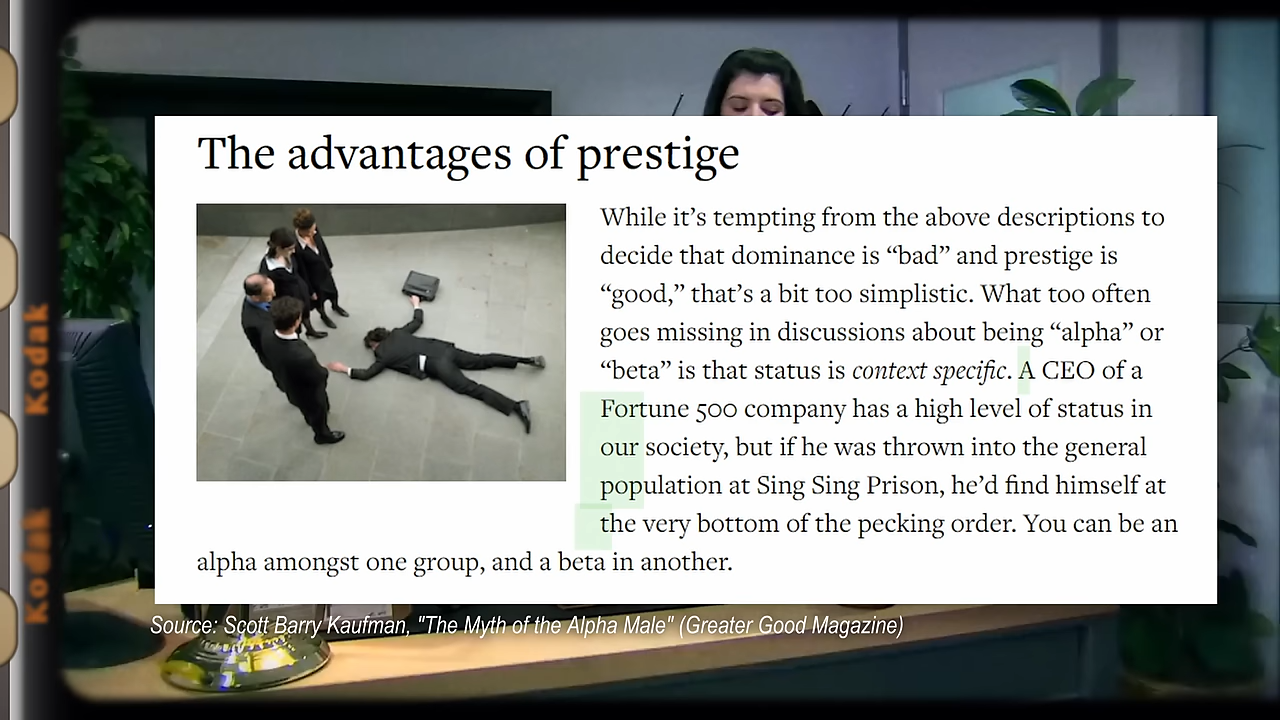 The advantages of prestige
While it’s tempting from the above descriptions to
decide that dominance is “bad” and prestige is
“good,” that’s a bit too simplistic. What too often
goes missing in discussions about being “alpha” or
“beta” is that status is context specific. A CEO of a
Fortune 500 company has a high level of status in
our society, but if he was thrown into the general
population at Sing Sing Prison, he’d find himself at
the very bottom of the pecking order. You can be an
alpha amongst one group, and a beta in another.
Source: Scott Barry Kaufman, "The Myth of the Alpha Male" (Greater Good Magazine)
Kodak
Kodak